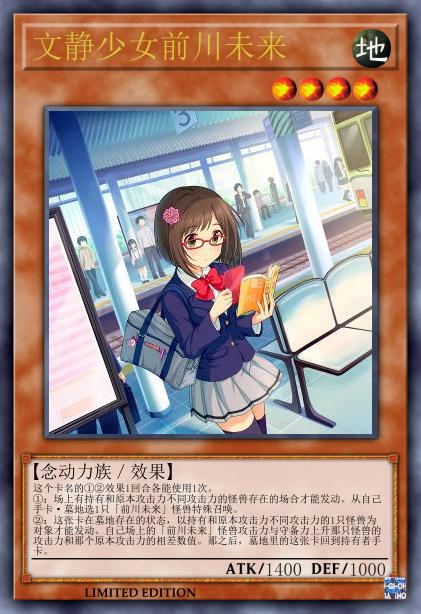 文静少女前川未来
地
3
【念动力族 / 效果】
这个卡名的①②效果1回合各能使用1次。
①：场上有持有和原本攻击力不同攻击力的怪兽存在的场合才能发动。从自己
手卡・墓地选1只「前川未来」怪兽特殊召唤。
②：这张卡在墓地存在的状态，以持有和原本攻击力不同攻击力的1只怪兽为
对象才能发动。自己场上的「前川未来」怪兽攻击力与守备力上升那只怪兽的
攻击力和那个原本攻击力的相差数值。那之后，墓地里的这张卡回到持有者手
卡。
ATK/1400 DEF/1000
LIMITED EDITION